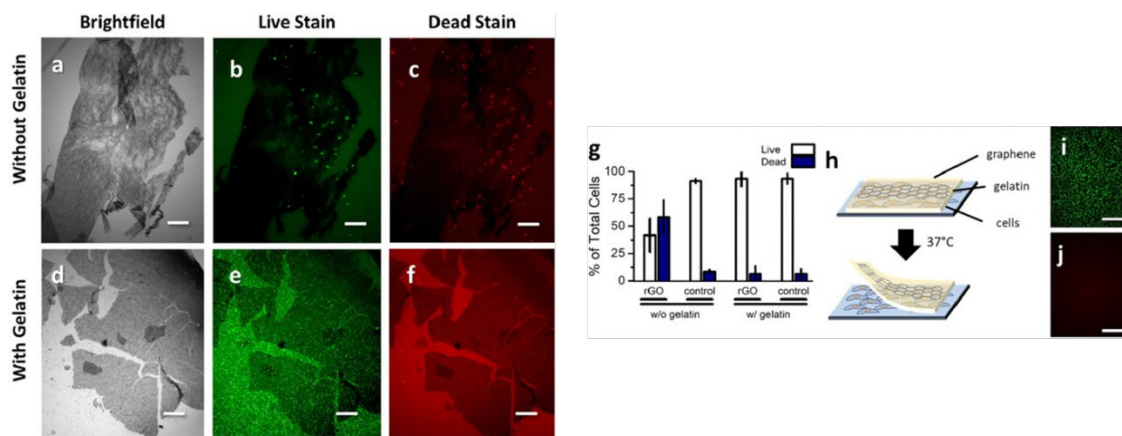 Brightfield Live Stain Dead Stain
Without Gelatin
a b c
With Gelatin
d e f
g
Live
Dead
h
% of Total Cells
100
75
50
25
0
rGO control rGO control
w/o gelatin w/ gelatin
graphene
gelatin
cells
37°C
i
j